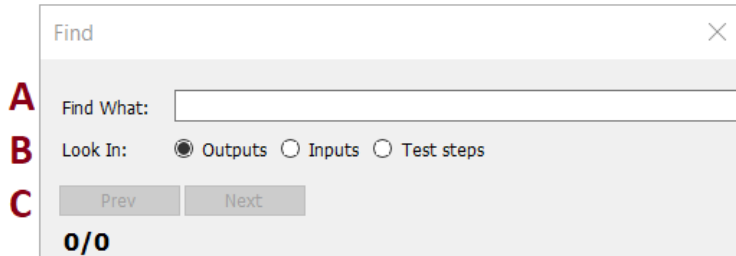 Find
A Find What:
B Look In: Outputs Inputs Test steps
C Prev Next
0/0